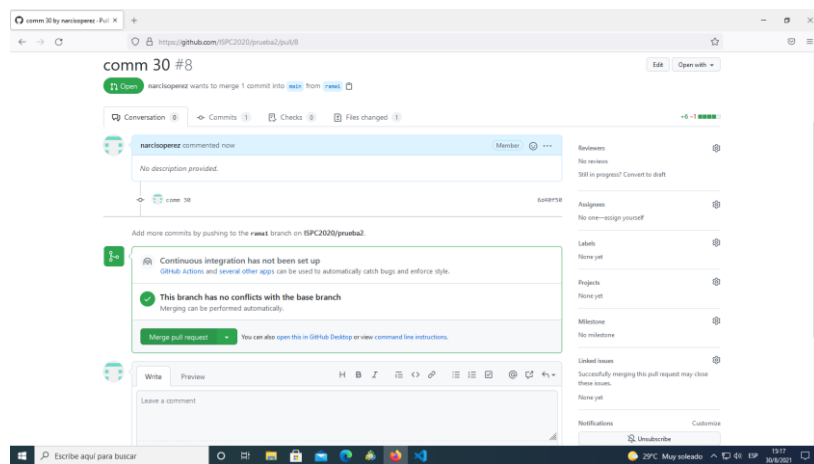 comm 30 by narcisoperez · Pull
https://github.com/ISPC2020/prueba2/pull/8
comm 30 #8
Edit
Open with
Open
narcisoperez wants to merge 1 commit into main from
Conversation 0
Commits 1
Checks 0
Files changed 1
+6 −1
narcisoperez commented now
Member
No description provided.
comm 30
Add more commits by pushing to the
branch on ISPC2020/prueba2.
Continuous integration has not been set up
GitHub Actions and several other apps can be used to automatically catch bugs and enforce style.
This branch has no conflicts with the base branch
Merging can be performed automatically.
Merge pull request
You can also open this in GitHub Desktop or view command line instructions.
Write
Preview
H B I
Leave a comment
Reviewers
No reviews
Still in progress? Convert to draft
Assignees
No one—assign yourself
Labels
None yet
Projects
None yet
Milestone
No milestone
Linked issues
Successfully merging this pull request may close
these issues.
None yet
Notifications
Customize
Unsubscribe
Escribe aquí para buscar
29°C Muy soleado
ESP
15:17
30/8/2021